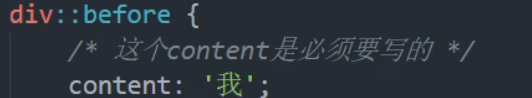 div::before {
/* 这个content是必须要写的 */
content: '我';